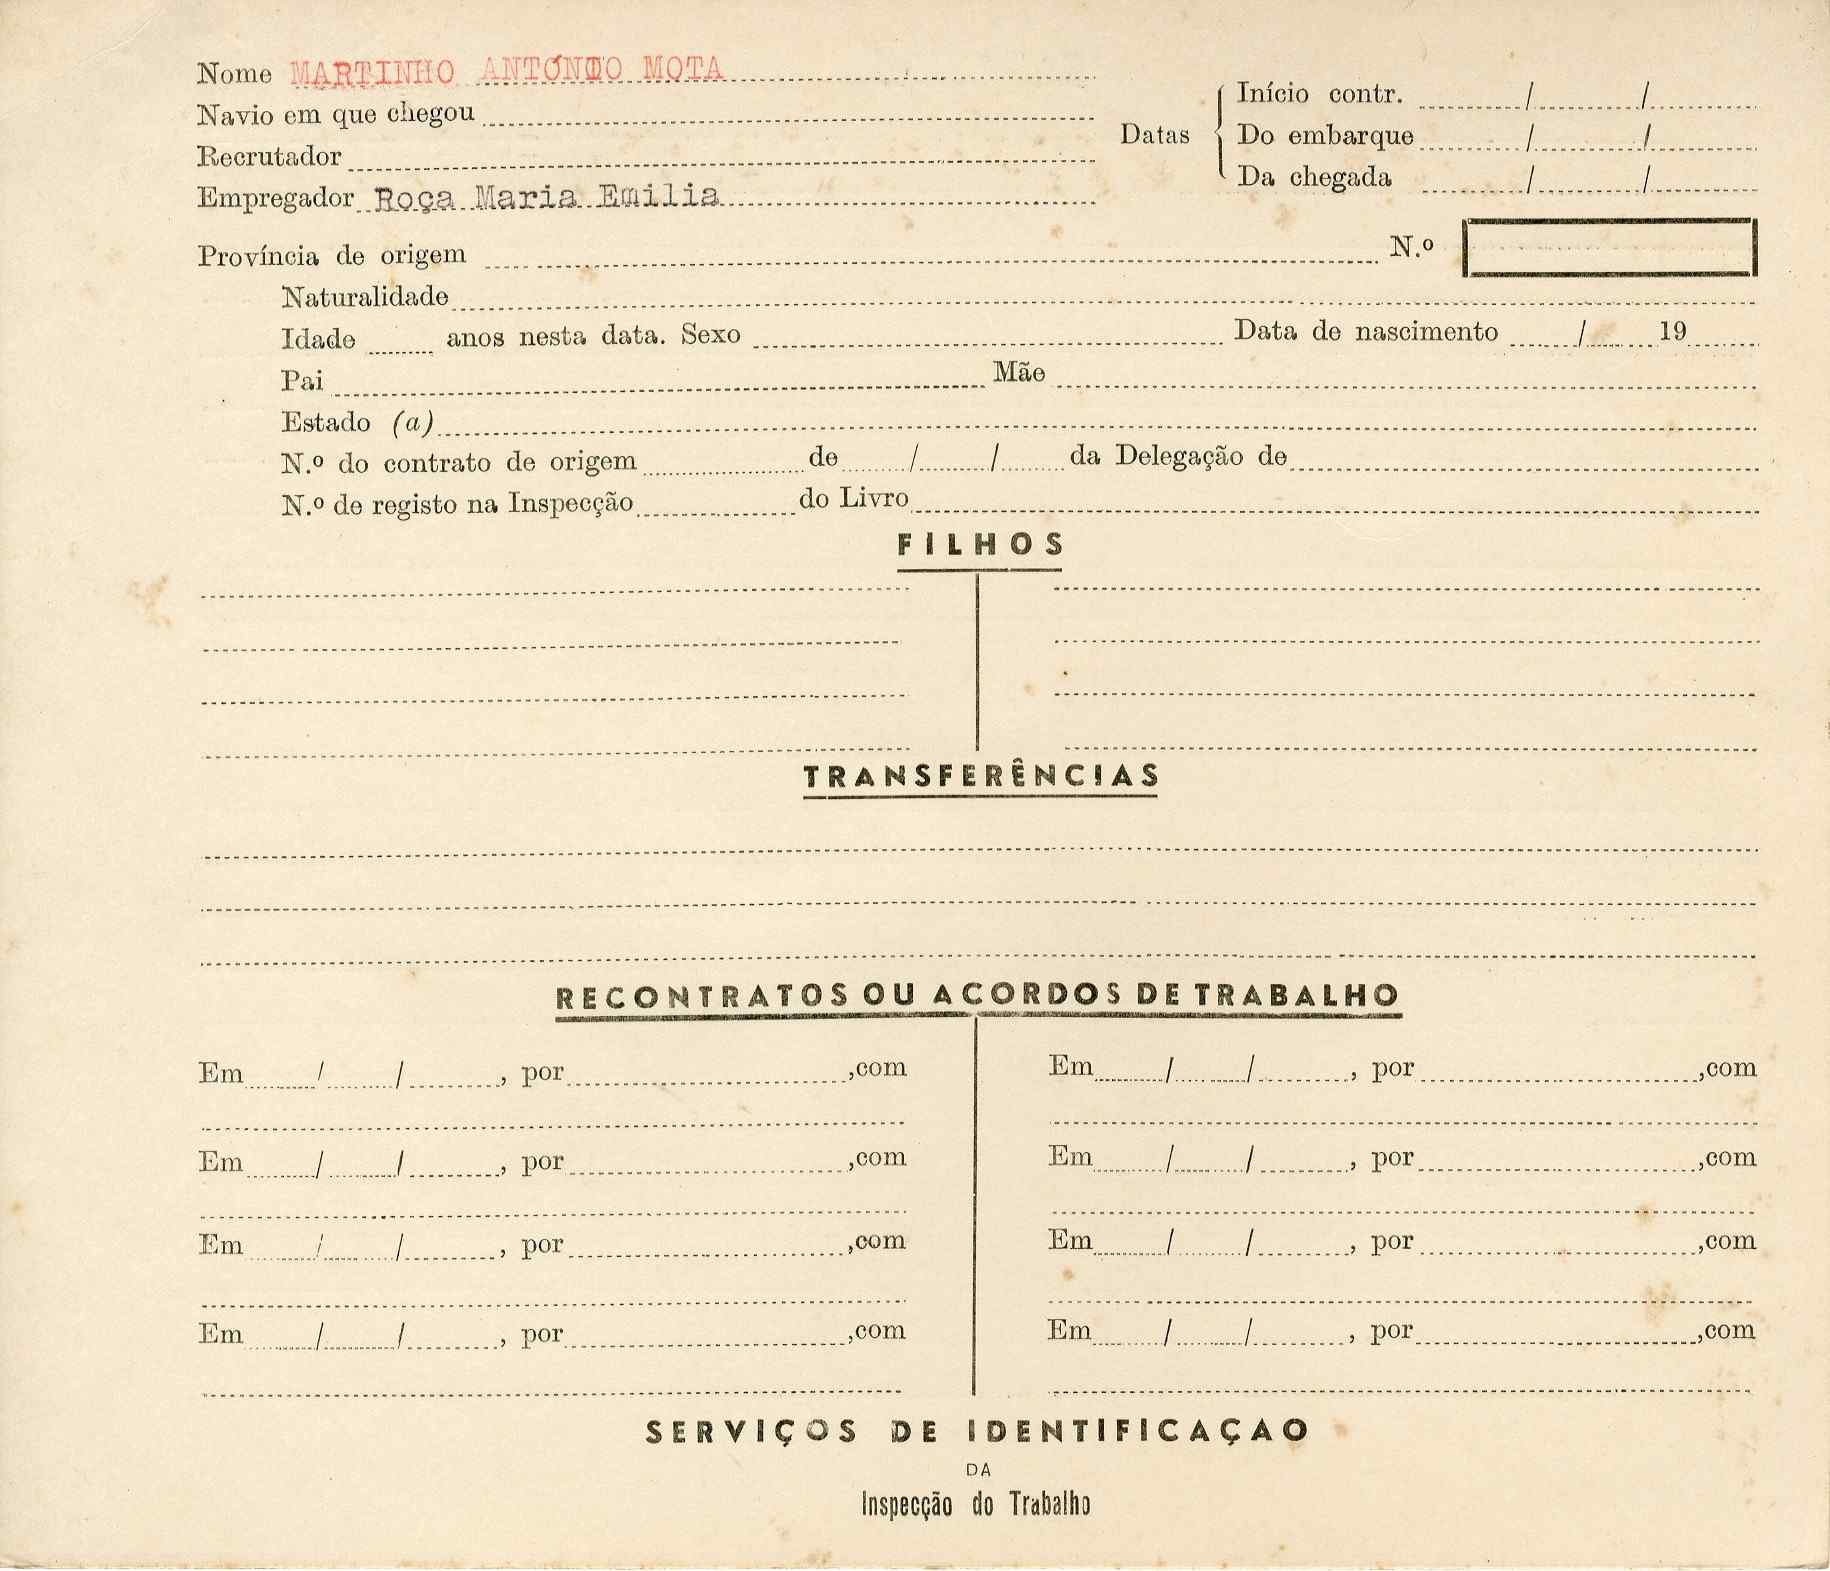 Nome MARTINHO ANTÓNIO MOTA
Navio em que chegou
Recrutador
Empregador Roça Maria Emilia
Datas
Início contr. / /
Do embarque / /
Da chegada / /
Província de origem N.º
Naturalidade
Idade anos nesta data. Sexo Data de nascimento / 19
Pai Mãe
Estado (a)
N.º do contrato de origem de / / da Delegação de
N.º de registo na Inspecção do Livro
FILHOS
TRANSFERÊNCIAS
RECONTRATOS OU ACORDOS DE TRABALHO
Em / / , por ,com
Em / / , por ,com
Em / / , por ,com
Em / / , por ,com
Em / / , por ,com
Em / / , por ,com
Em / / , por ,com
Em / / , por ,com
SERVIÇOS DE IDENTIFICAÇAO
DA
Inspecção do Trabalho